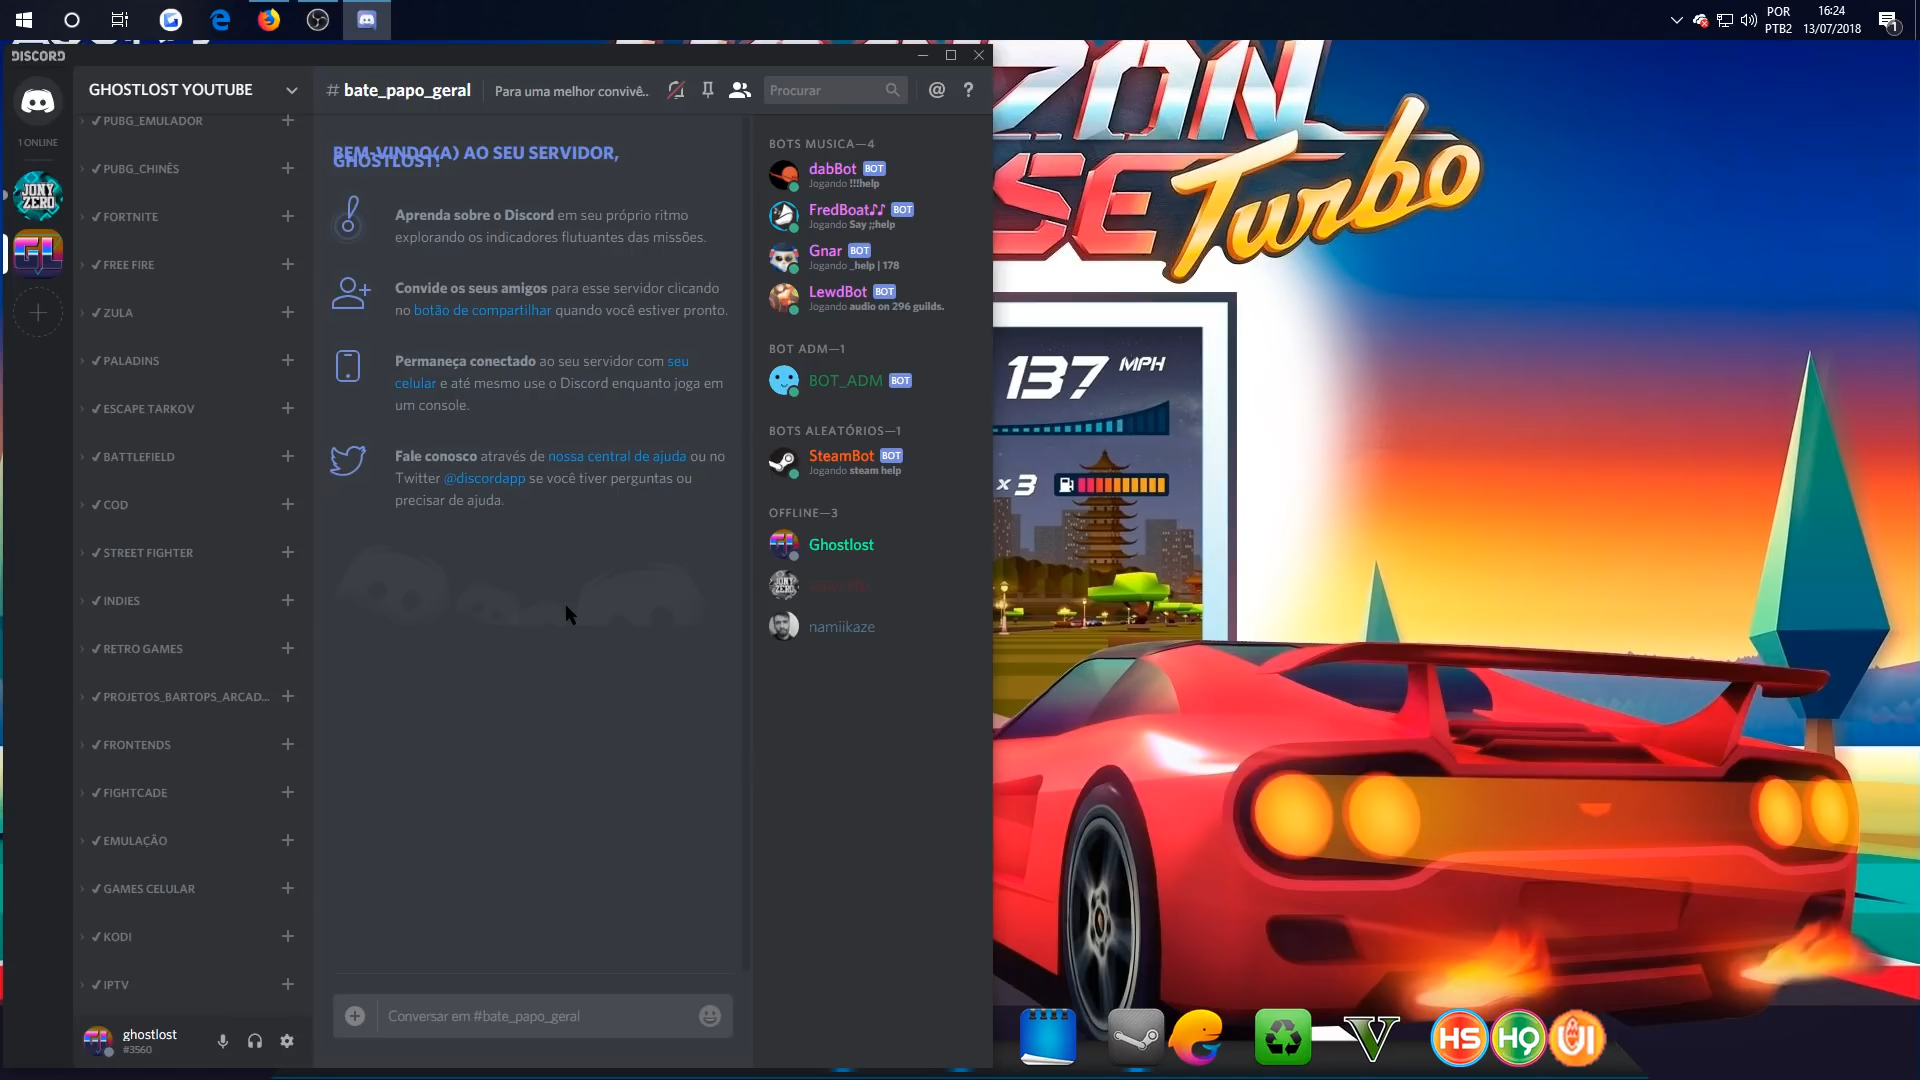 POR
PTB2
16:24
13/07/2018
1
DISCORD
1 ONLINE
JONY
ZERO
GL
GHOSTLOST YOUTUBE
✓ PUBG_EMULADOR
✓ PUBG_CHINÊS
✓ FORTNITE
✓ FREE FIRE
✓ ZULA
✓ PALADINS
✓ ESCAPE TARKOV
✓ BATTLEFIELD
✓ COD
✓ STREET FIGHTER
✓ INDIES
✓ RETRO GAMES
✓ PROJETOS_BARTOPS_ARCAD...
✓ FRONTENDS
✓ FIGHTCADE
✓ EMULAÇÃO
✓ GAMES CELULAR
✓ KODI
✓ IPTV
ghostlost
#3560
# bate_papo_geral
Para uma melhor convivê..
Procurar
@ ?
BEM-VINDO(A) AO SEU SERVIDOR,
GHOSTLOST!
Aprenda sobre o Discord em seu próprio ritmo
explorando os indicadores flutuantes das missões.
Convide os seus amigos para esse servidor clicando
no botão de compartilhar quando você estiver pronto.
Permaneça conectado ao seu servidor com seu
celular e até mesmo use o Discord enquanto joga em
um console.
Fale conosco através de nossa central de ajuda ou no
Twitter @discordapp se você tiver perguntas ou
precisar de ajuda.
Conversar em #bate_papo_geral
BOTS MUSICA—4
dabBot BOT
Jogando !!!help
FredBoat♪♪ BOT
Jogando Say ;;help
Gnar BOT
Jogando _help | 178
LewdBot BOT
Jogando audio on 296 guilds.
BOT ADM—1
BOT_ADM BOT
BOTS ALEATÓRIOS—1
SteamBot BOT
Jogando steam help
OFFLINE—3
Ghostlost
namiikaze
ZON
SE Turbo
137 MPH
x 3
V
HS
HQ